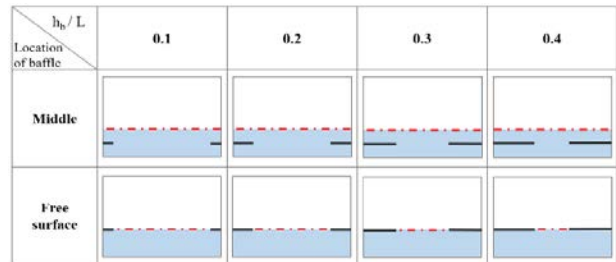 h_b / L
Location
of baffle
0.1
0.2
0.3
0.4
Middle
Free
surface